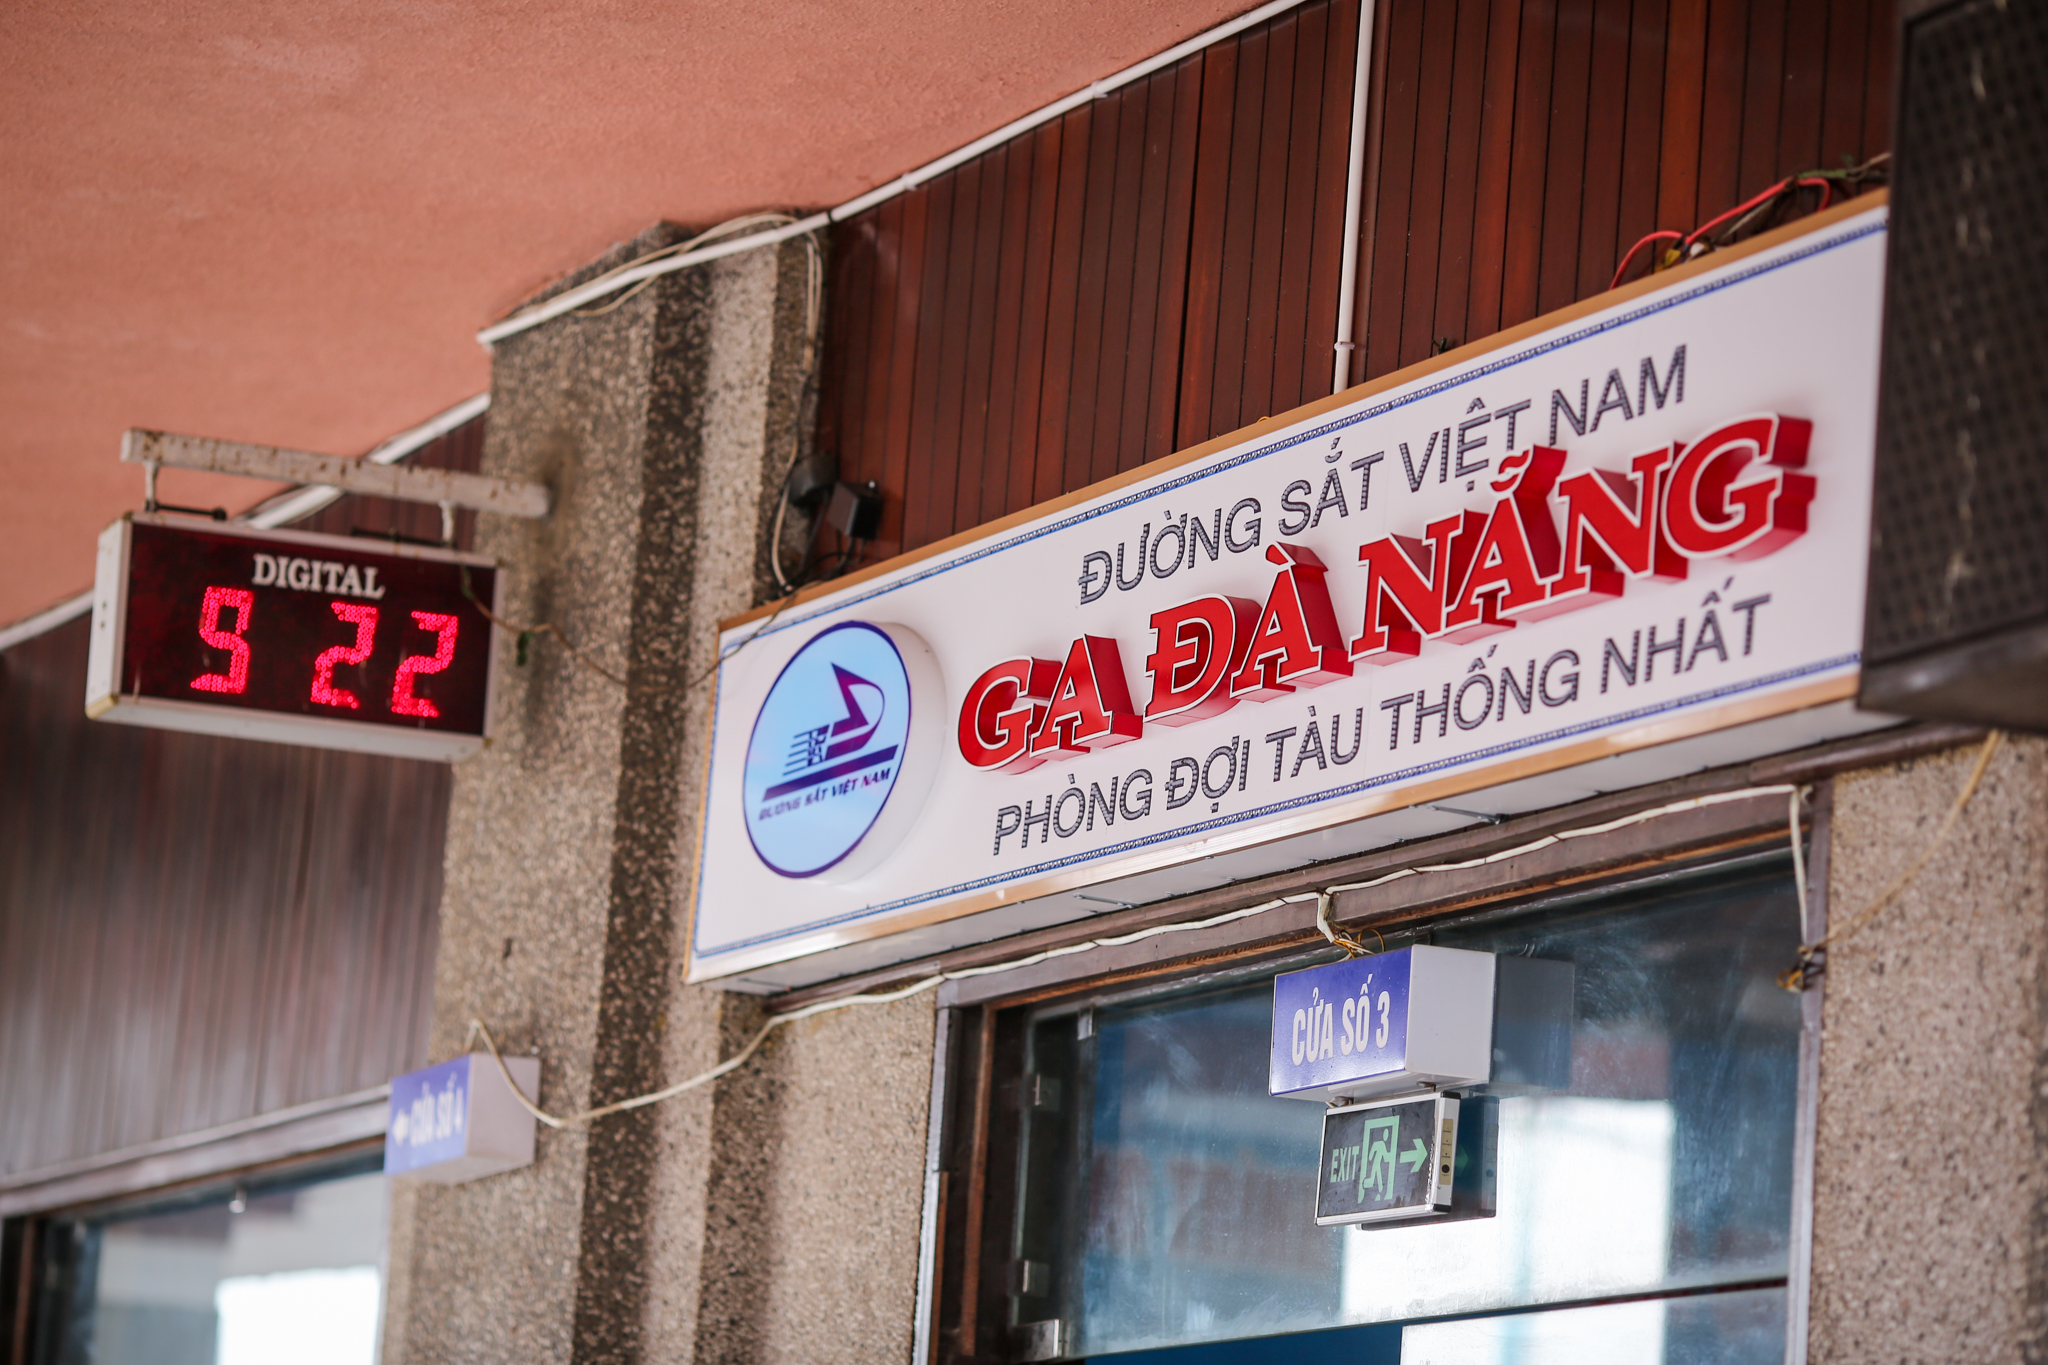 DIGITAL
9 22
ĐƯỜNG SẮT VIỆT NAM
GA ĐÀ NẴNG
PHÒNG ĐỢI TÀU THỐNG NHẤT
ĐƯỜNG SẮT VIỆT NAM
CỬA SỐ 3
EXIT
CỬA SỐ 4